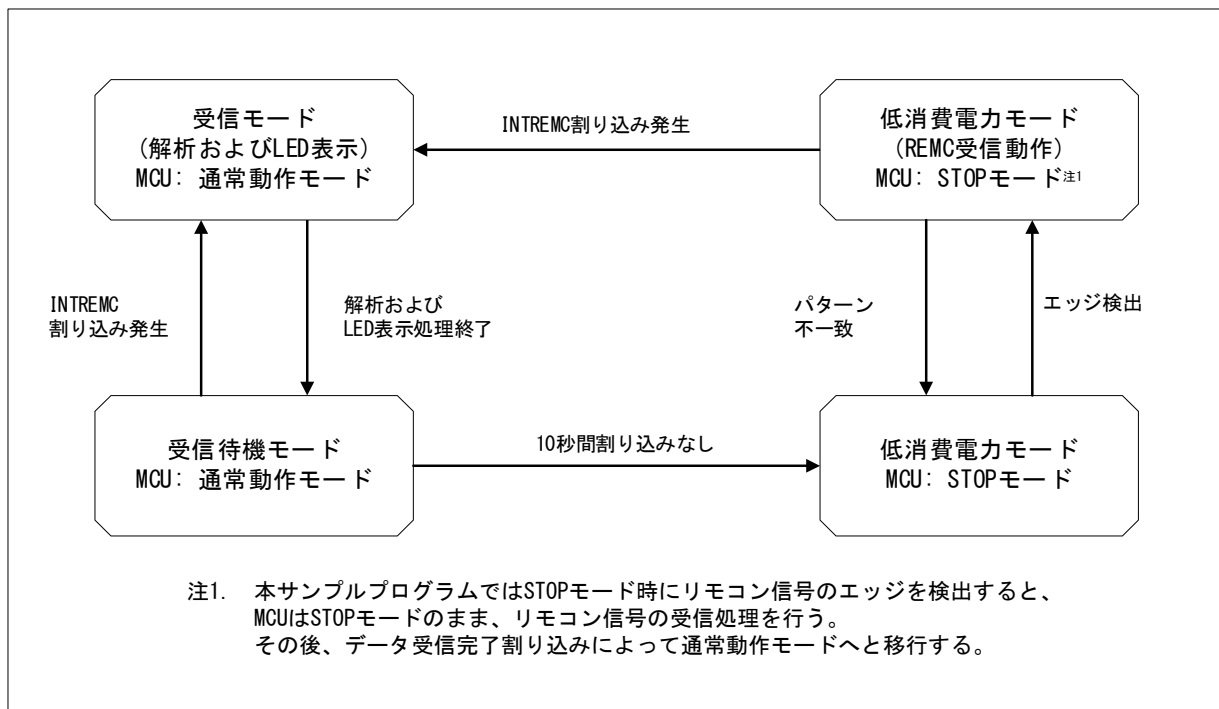 受信モード
(解析およびLED表示)
MCU: 通常動作モード
INTREMC割り込み発生
低消費電力モード
(REMC受信動作)
MCU: STOPモード注1
INTREMC
割り込み発生
解析および
LED表示処理終了
パターン
不一致
エッジ検出
受信待機モード
MCU: 通常動作モード
10秒間割り込みなし
低消費電力モード
MCU: STOPモード
注1. 本サンプルプログラムではSTOPモード時にリモコン信号のエッジを検出すると、
MCUはSTOPモードのまま、リモコン信号の受信処理を行う。
その後、データ受信完了割り込みによって通常動作モードへと移行する。